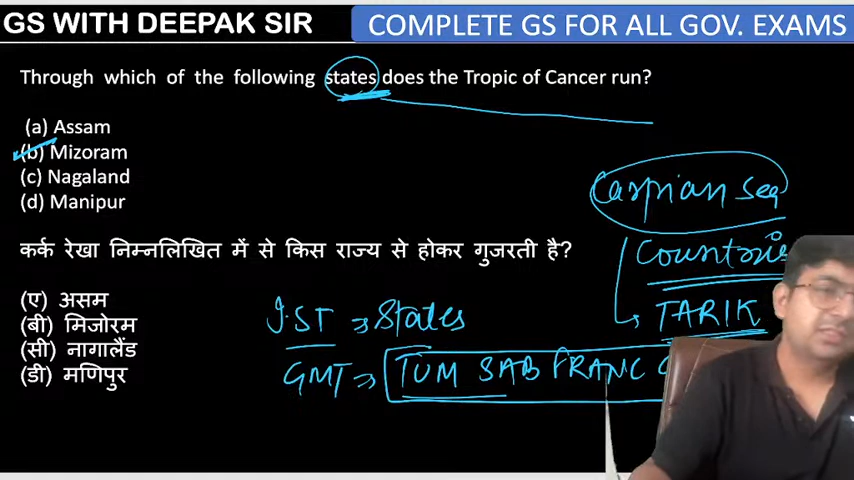 GS WITH DEEPAK SIR
COMPLETE GS FOR ALL GOV. EXAMS
Through which of the following states does the Tropic of Cancer run?
(a) Assam
(b) Mizoram
(c) Nagaland
(d) Manipur
Caspian Sea
Countries
TARIK
कर्क रेखा निम्नलिखित में से किस राज्य से होकर गुजरती है?
(ए) असम
(बी) मिजोरम
(सी) नागालैंड
(डी) मणिपुर
I.ST ⇒ States
GMT ⇒ TUM SAB FRANC